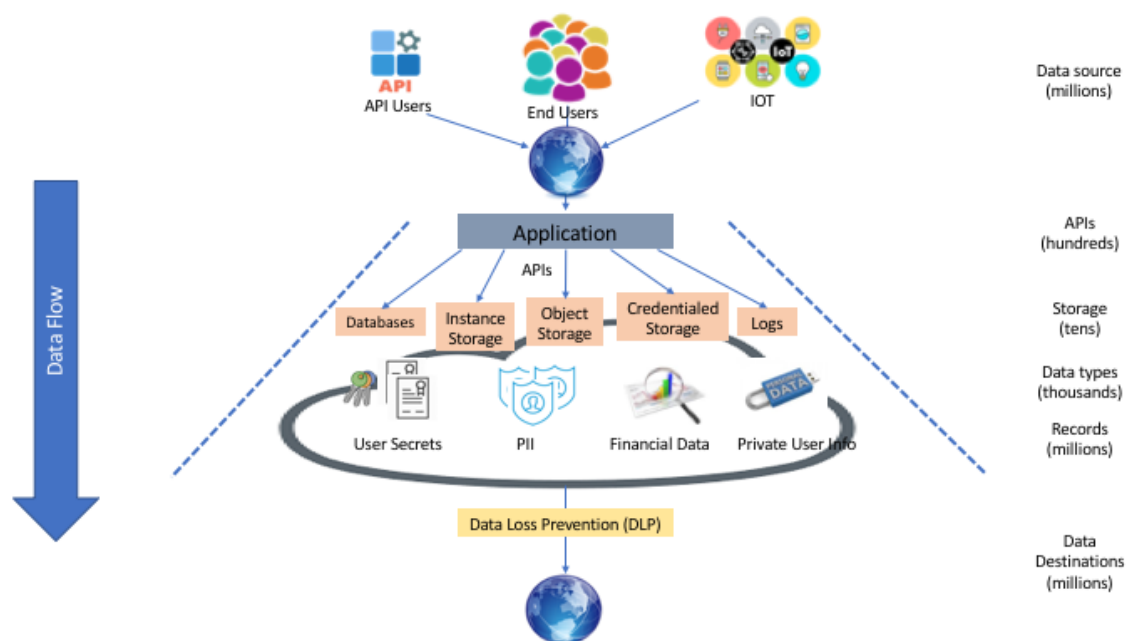 API
API Users
End Users
IoT
IOT
Data source
(millions)
Data Flow
Application
APIs
(hundreds)
APIs
Databases
Instance
Storage
Object
Storage
Credentialed
Storage
Logs
Storage
(tens)
PERSONAL
DATA
Data types
(thousands)
User Secrets
PII
Financial Data
Private User Info
Records
(millions)
Data Loss Prevention (DLP)
Data
Destinations
(millions)